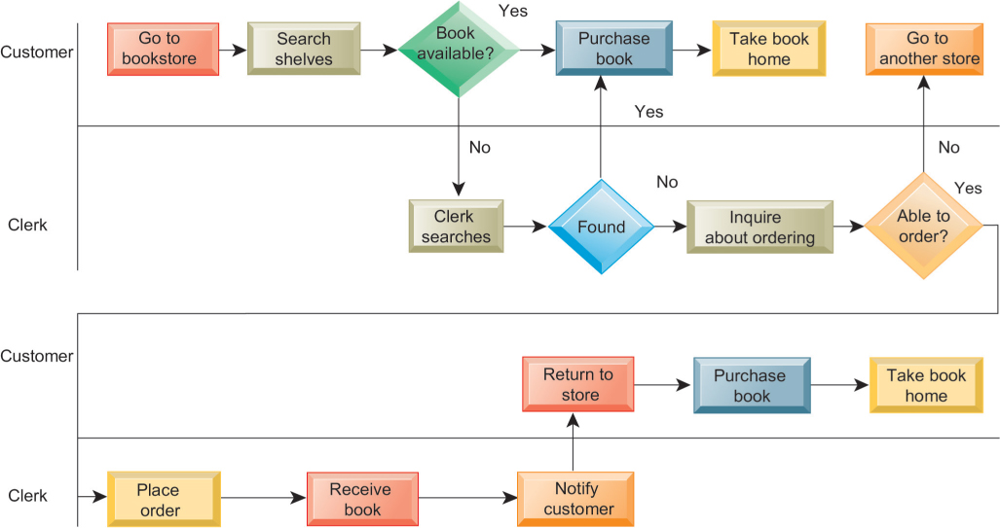 Customer
Go to
bookstore
Search
shelves
Book
available?
Yes
Purchase
book
Take book
home
Go to
another store
No
Yes
No
Clerk
Clerk
searches
Found
No
Inquire
about ordering
Able to
order?
Yes
Customer
Return to
store
Purchase
book
Take book
home
Clerk
Place
order
Receive
book
Notify
customer